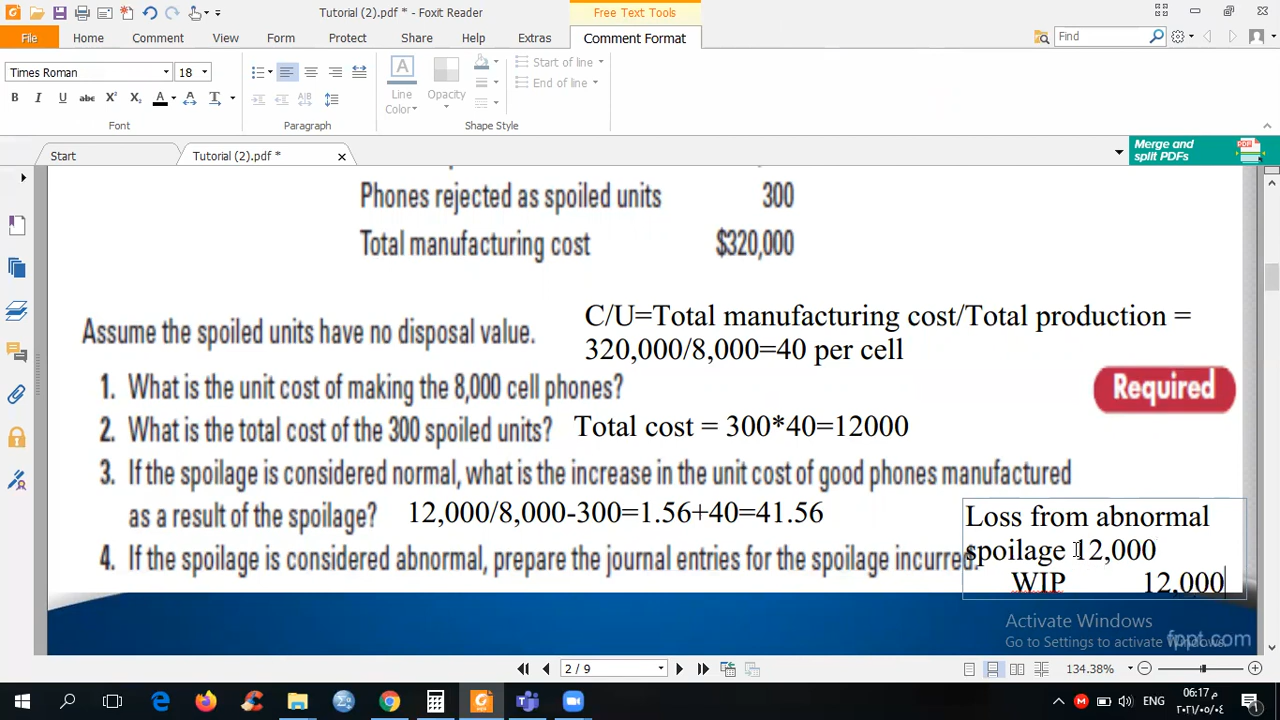 Tutorial (2).pdf * - Foxit Reader
Free Text Tools
File
Home
Comment
View
Form
Protect
Share
Help
Extras
Comment Format
Find
Times Roman
18
Start of line
End of line
Line
Color
Opacity
Font
Paragraph
Shape Style
Start
Tutorial (2).pdf *
Merge and
split PDFs
Phones rejected as spoiled units 300
Total manufacturing cost $320,000
Assume the spoiled units have no disposal value.
C/U=Total manufacturing cost/Total production =
320,000/8,000=40 per cell
Required
1. What is the unit cost of making the 8,000 cell phones?
2. What is the total cost of the 300 spoiled units? Total cost = 300*40=12000
3. If the spoilage is considered normal, what is the increase in the unit cost of good phones manufactured
as a result of the spoilage? 12,000/8,000-300=1.56+40=41.56
4. If the spoilage is considered abnormal, prepare the journal entries for the spoilage incurred.
Loss from abnormal
spoilage 12,000
WIP 12,000
Activate Windows
Go to Settings to activate Windows.
fppt.com
2 / 9
134.38%
ENG
06:17 م
٢٠٢١/٠٥/٠٤